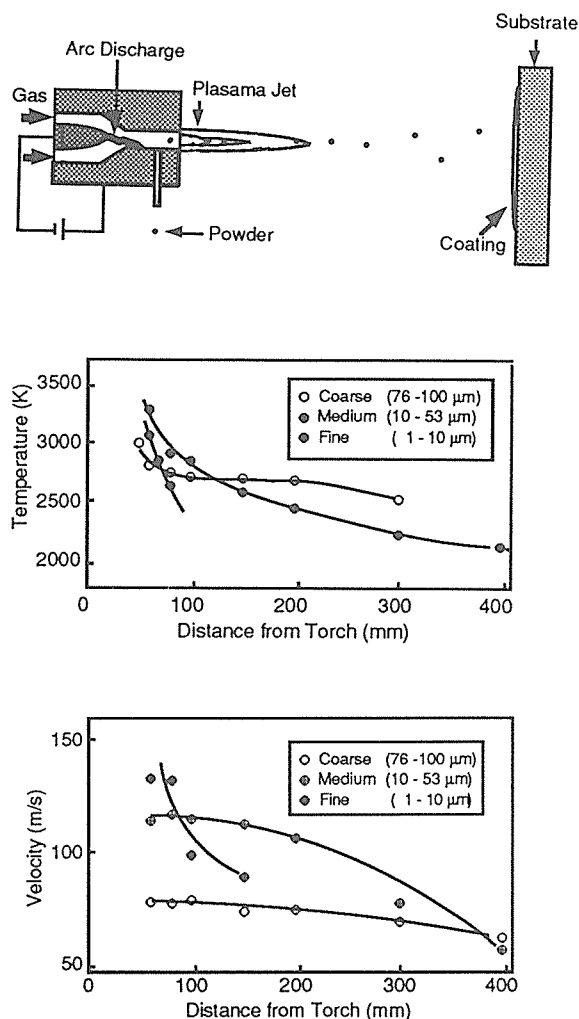 Substrate
Arc Discharge
Gas
Plasama Jet
Powder
Coating
Temperature (K)
3500
3000
2500
2000
0
100
200
300
400
Distance from Torch (mm)
Coarse (76 -100 μm)
Medium (10 - 53 μm)
Fine ( 1 - 10 μm)
Velocity (m/s)
150
100
50
0
100
200
300
400
Distance from Torch (mm)
Coarse (76 -100 μm)
Medium (10 - 53 μm)
Fine ( 1 - 10 μm)